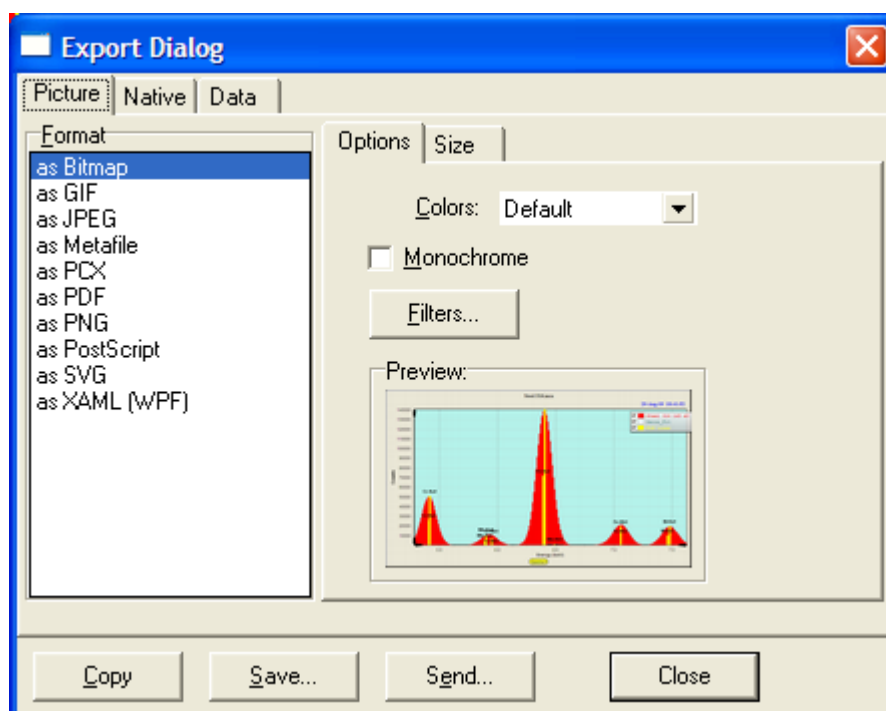 Export Dialog
Picture Native Data
Format
as Bitmap
as GIF
as JPEG
as Metafile
as PCX
as PDF
as PNG
as PostScript
as SVG
as XAML (WPF)
Options Size
Colors: Default
Monochrome
Filters...
Preview:
Copy Save... Send... Close